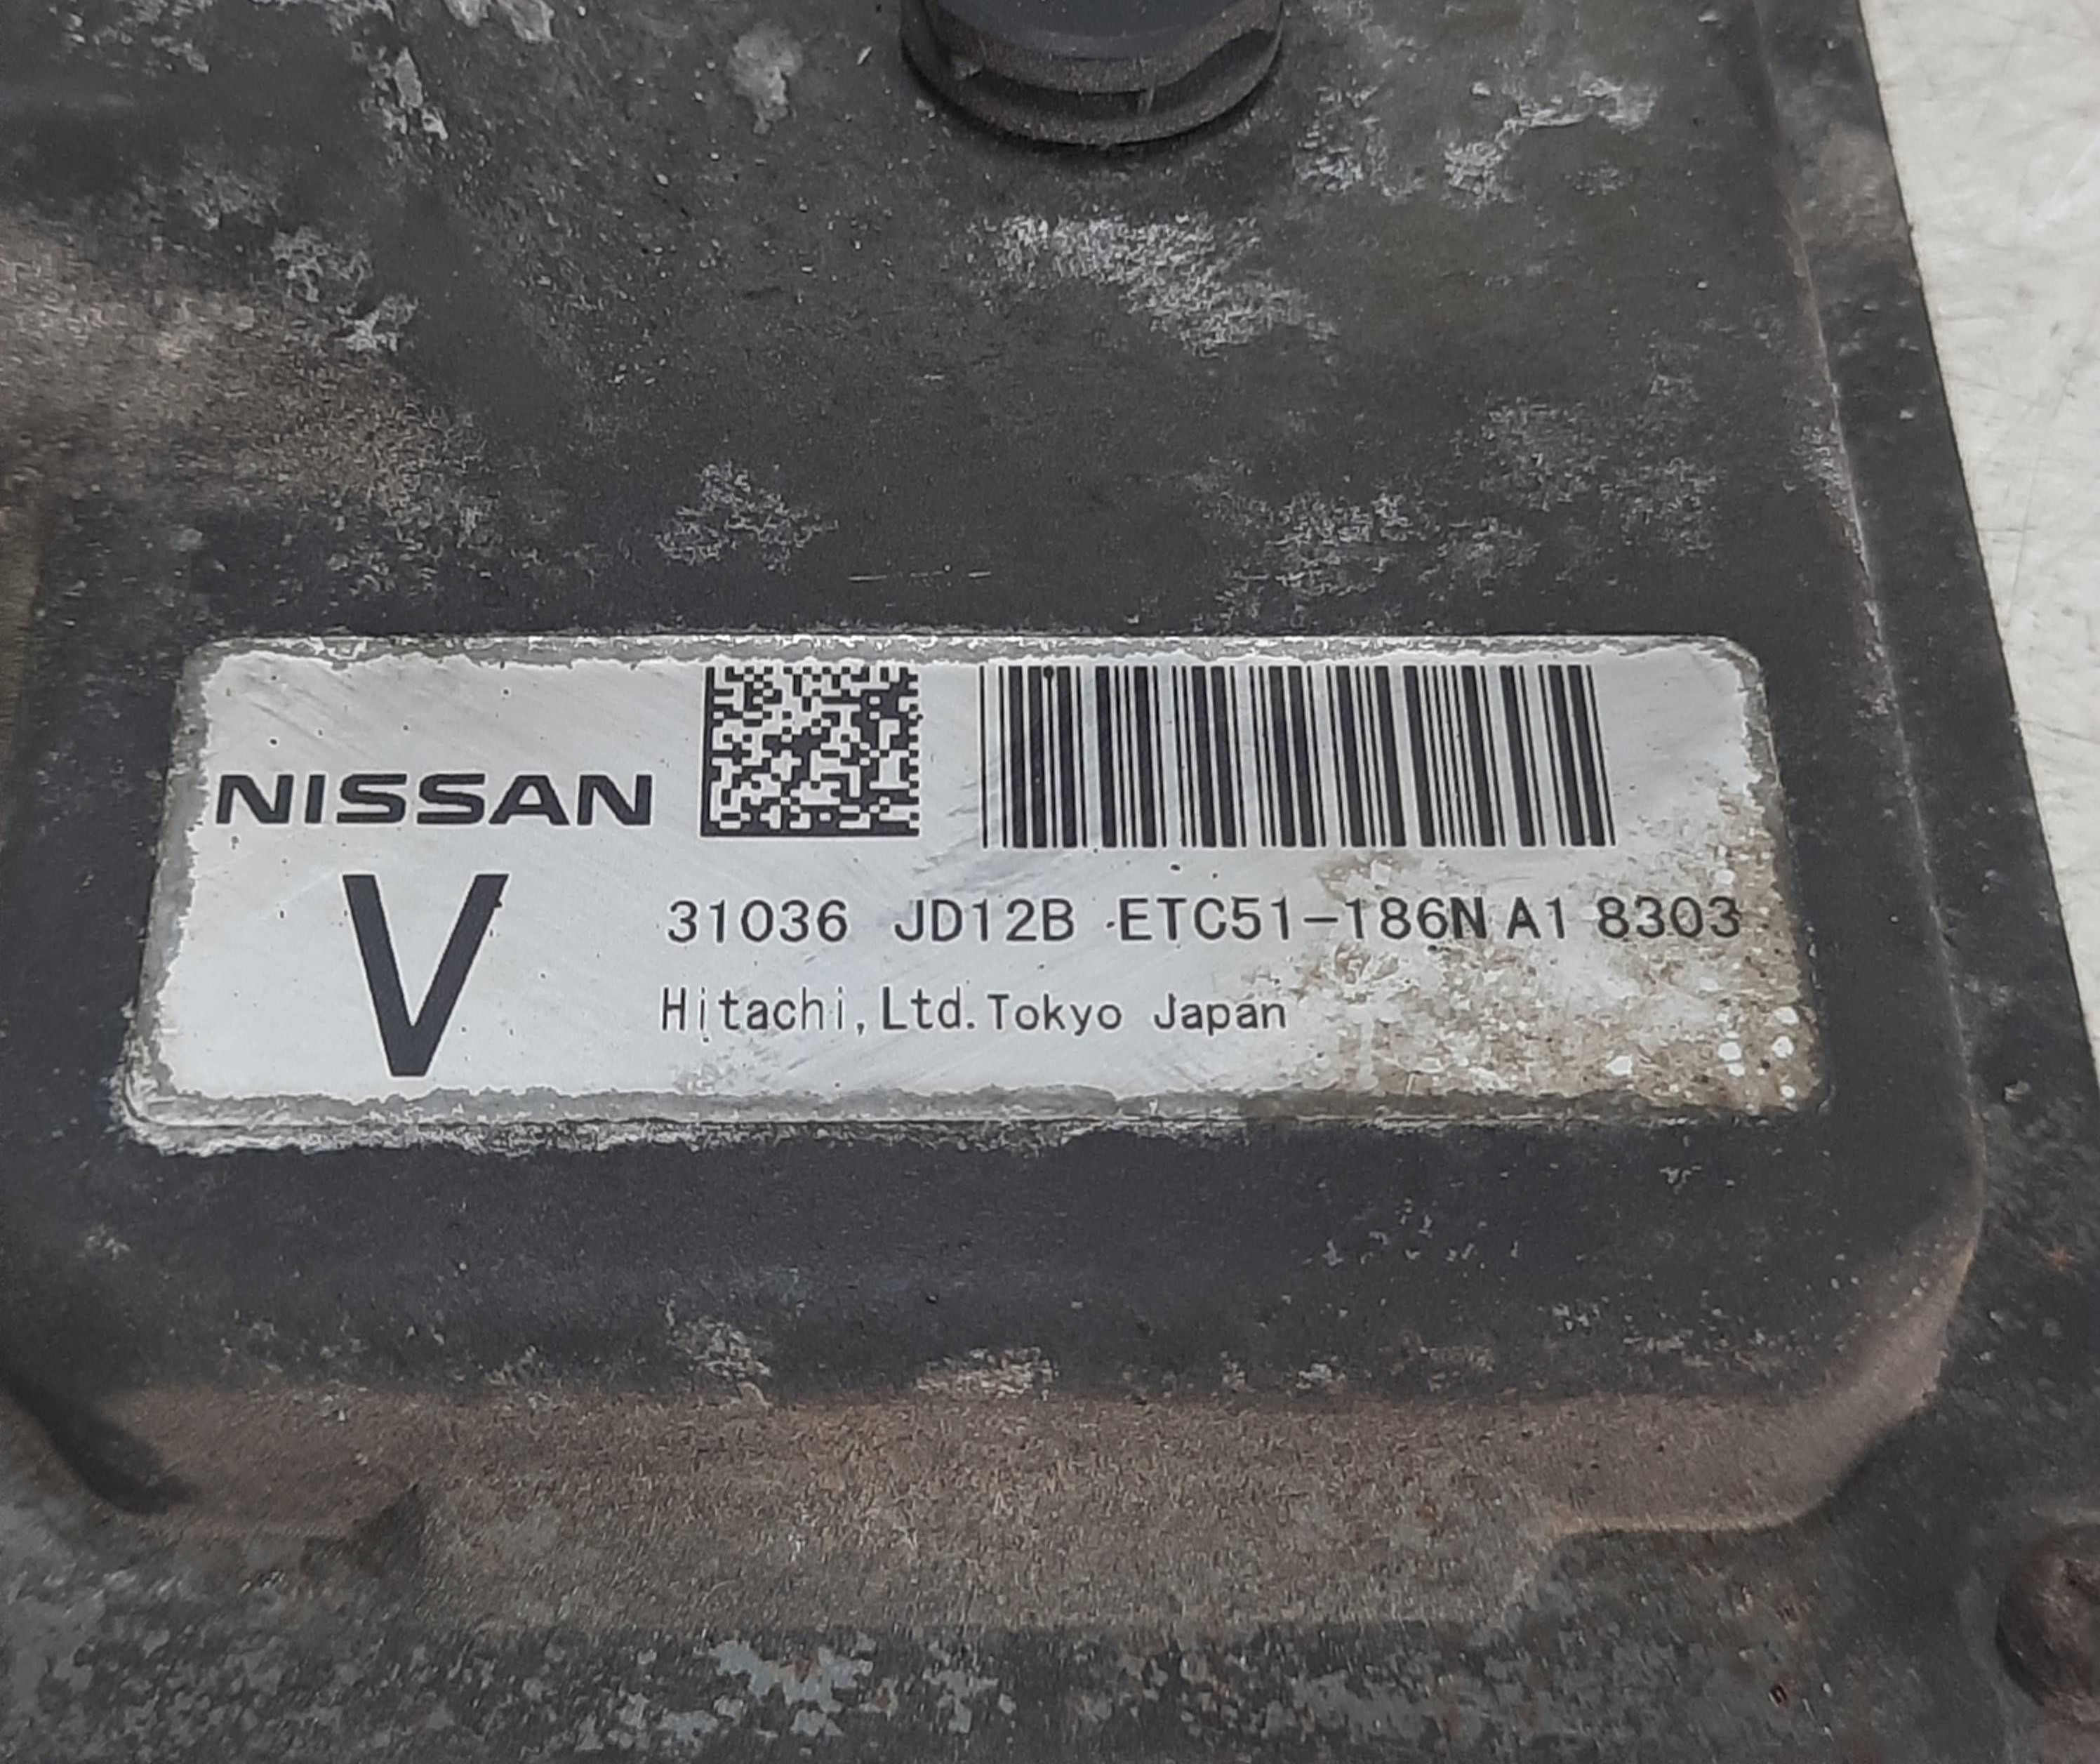 NISSAN
V
31036 JD12B ETC51-186N A1 8303
Hitachi, Ltd. Tokyo Japan